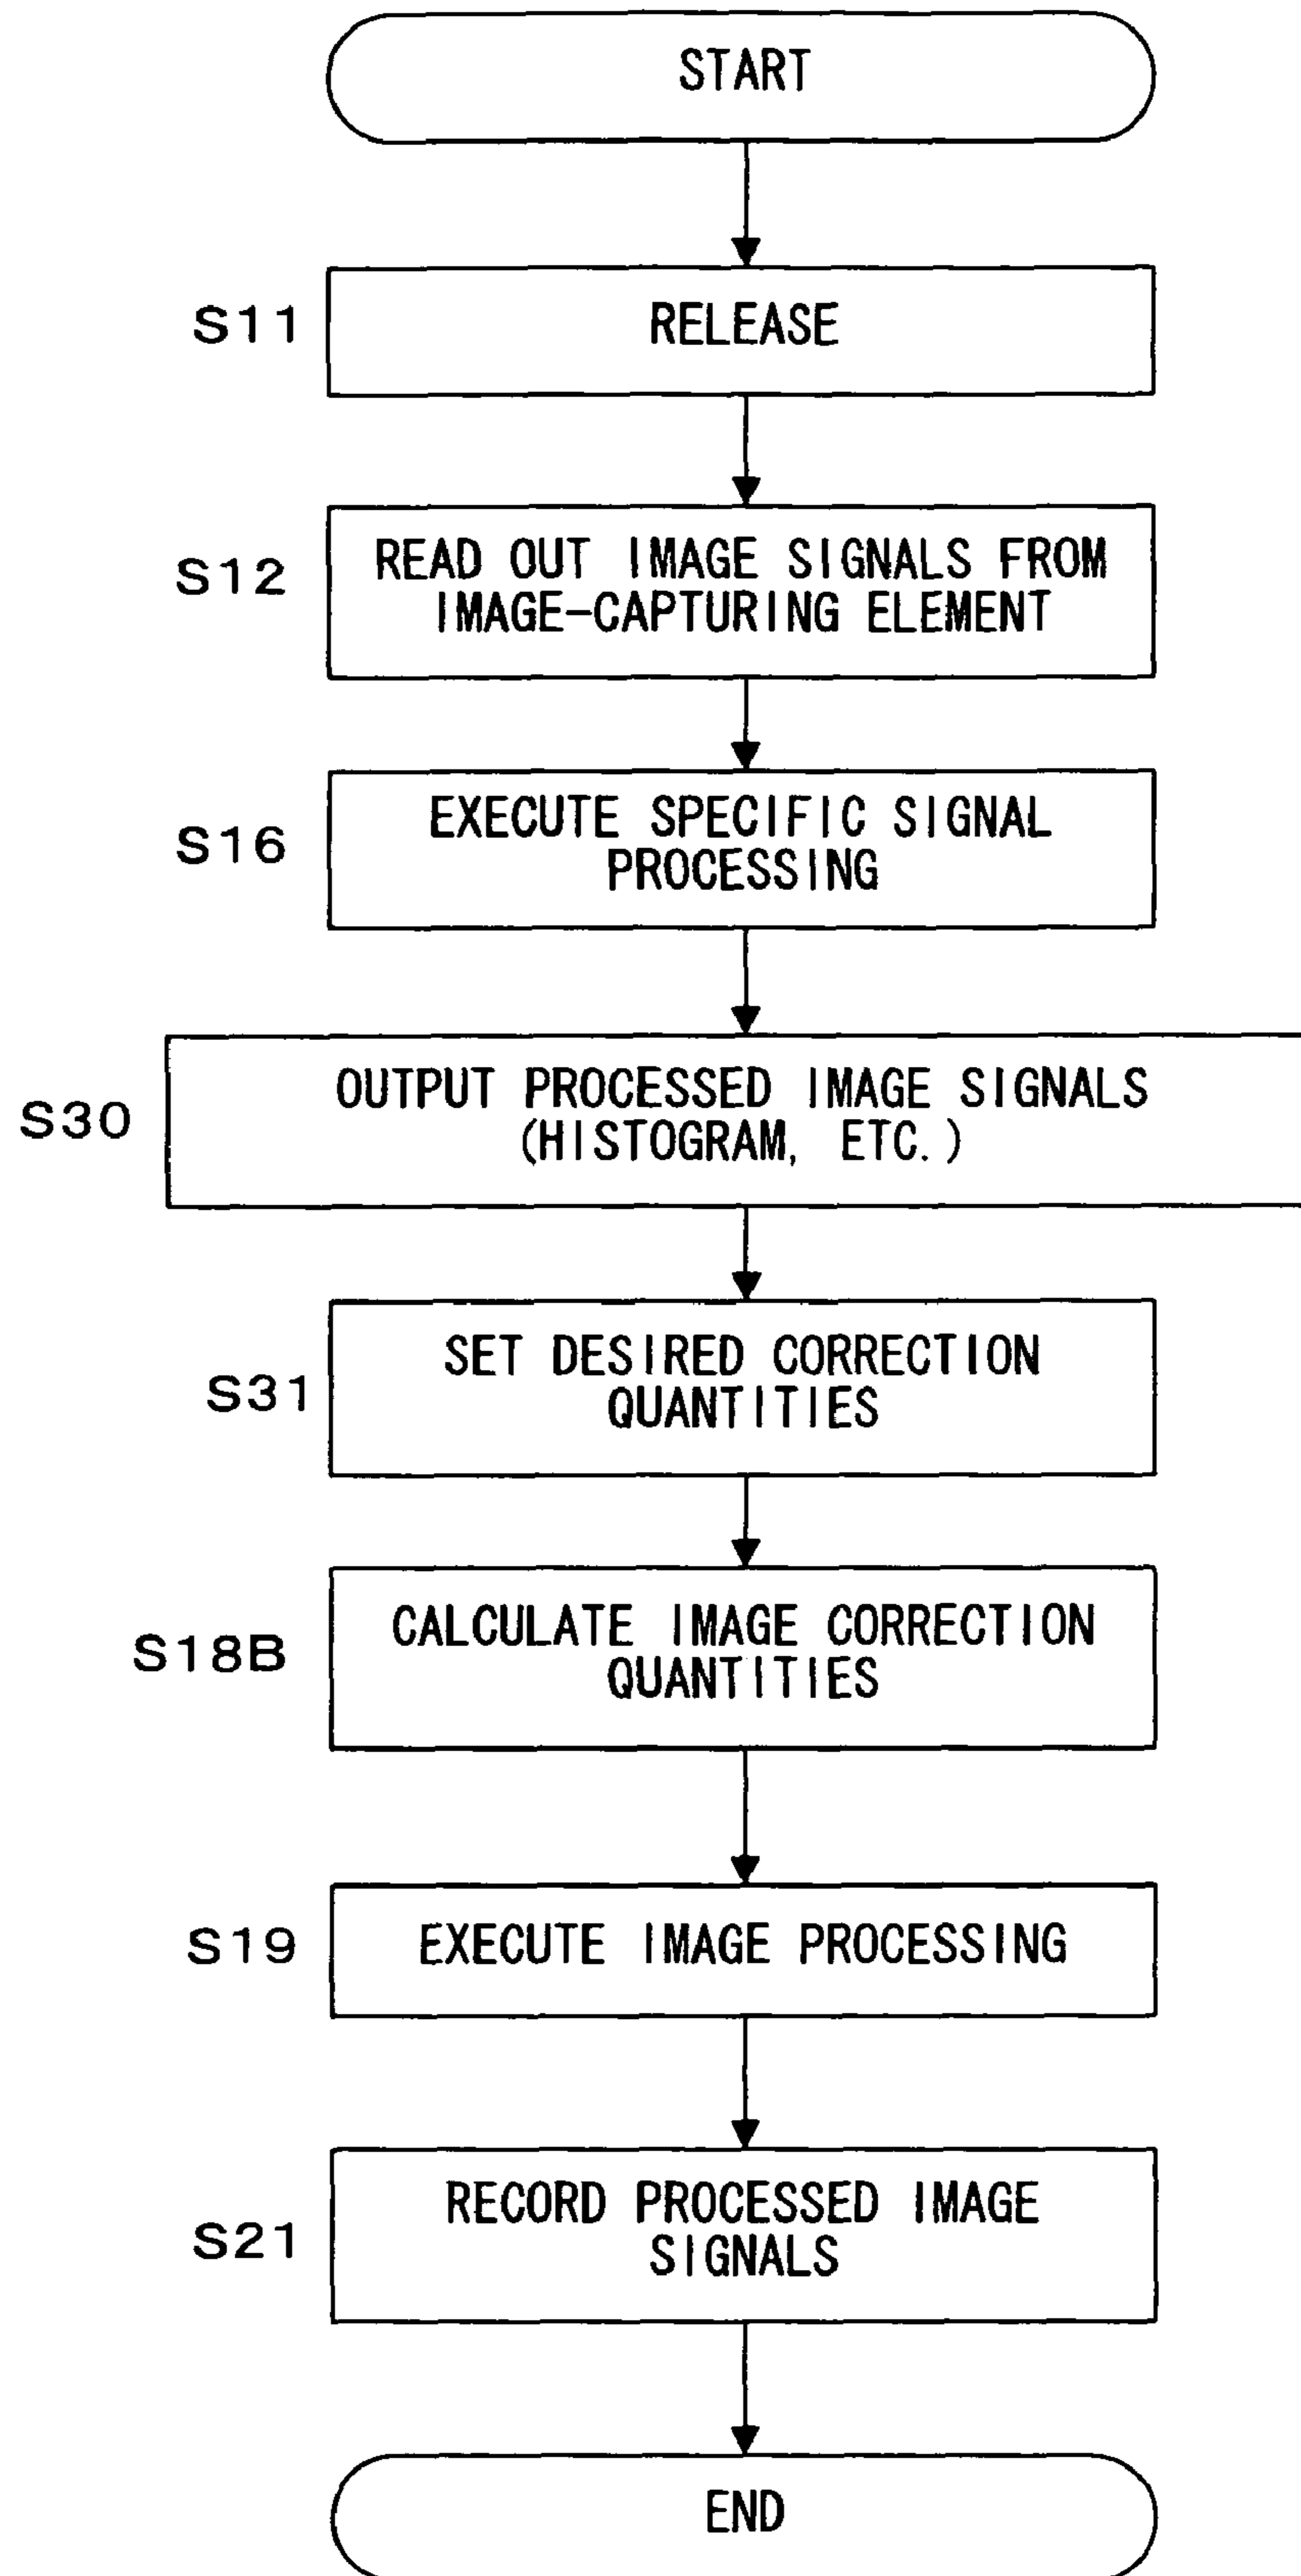 START
S11
RELEASE
S12
READ OUT IMAGE SIGNALS FROM
IMAGE-CAPTURING ELEMENT
S16
EXECUTE SPECIFIC SIGNAL
PROCESSING
S30
OUTPUT PROCESSED IMAGE SIGNALS
(HISTOGRAM, ETC.)
S31
SET DESIRED CORRECTION
QUANTITIES
S18B
CALCULATE IMAGE CORRECTION
QUANTITIES
S19
EXECUTE IMAGE PROCESSING
S21
RECORD PROCESSED IMAGE
SIGNALS
END